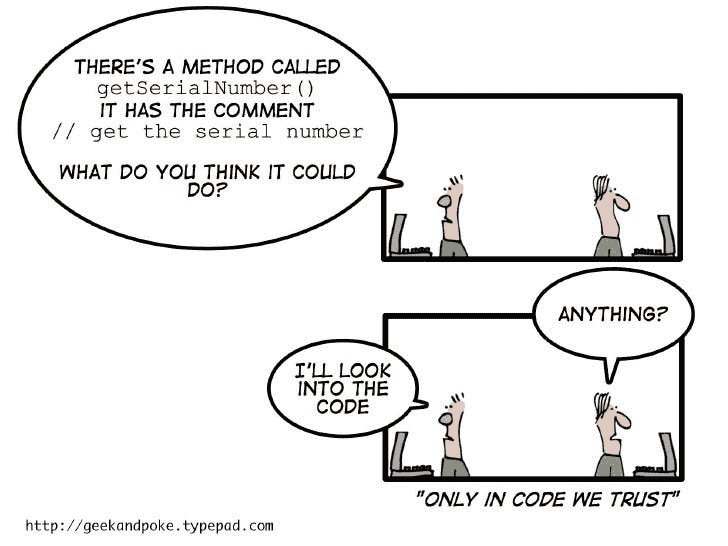 THERE'S A METHOD CALLED
getSerialNumber()
IT HAS THE COMMENT
// get the serial number
WHAT DO YOU THINK IT COULD
DO?
ANYTHING?
I'LL LOOK
INTO THE
CODE
"ONLY IN CODE WE TRUST"
http://geekandpoke.typepad.com